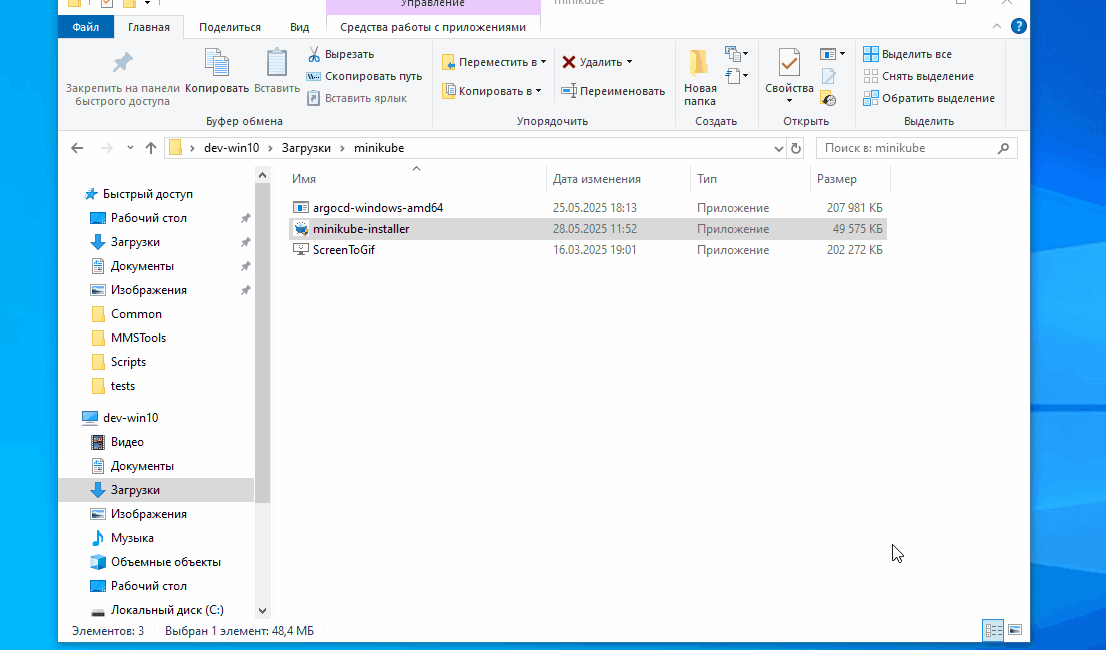 Управление
minikube
Файл
Главная
Поделиться
Вид
Средства работы с приложениями
Закрепить на панели
быстрого доступа
Копировать
Вставить
Вырезать
Скопировать путь
Вставить ярлык
Буфер обмена
Переместить в
Копировать в
Удалить
Переименовать
Упорядочить
Новая
папка
Создать
Свойства
Открыть
Выделить все
Снять выделение
Обратить выделение
Выделить
dev-win10 > Загрузки > minikube
Поиск в: minikube
Имя Дата изменения Тип Размер
argocd-windows-amd64 25.05.2025 18:13 Приложение 207 981 КБ
minikube-installer 28.05.2025 11:52 Приложение 49 575 КБ
ScreenToGif 16.03.2025 19:01 Приложение 202 272 КБ
Быстрый доступ
Рабочий стол
Загрузки
Документы
Изображения
Common
MMSTools
Scripts
tests
dev-win10
Видео
Документы
Загрузки
Изображения
Музыка
Объемные объекты
Рабочий стол
Локальный диск (C:)
Элементов: 3 Выбран 1 элемент: 48,4 МБ